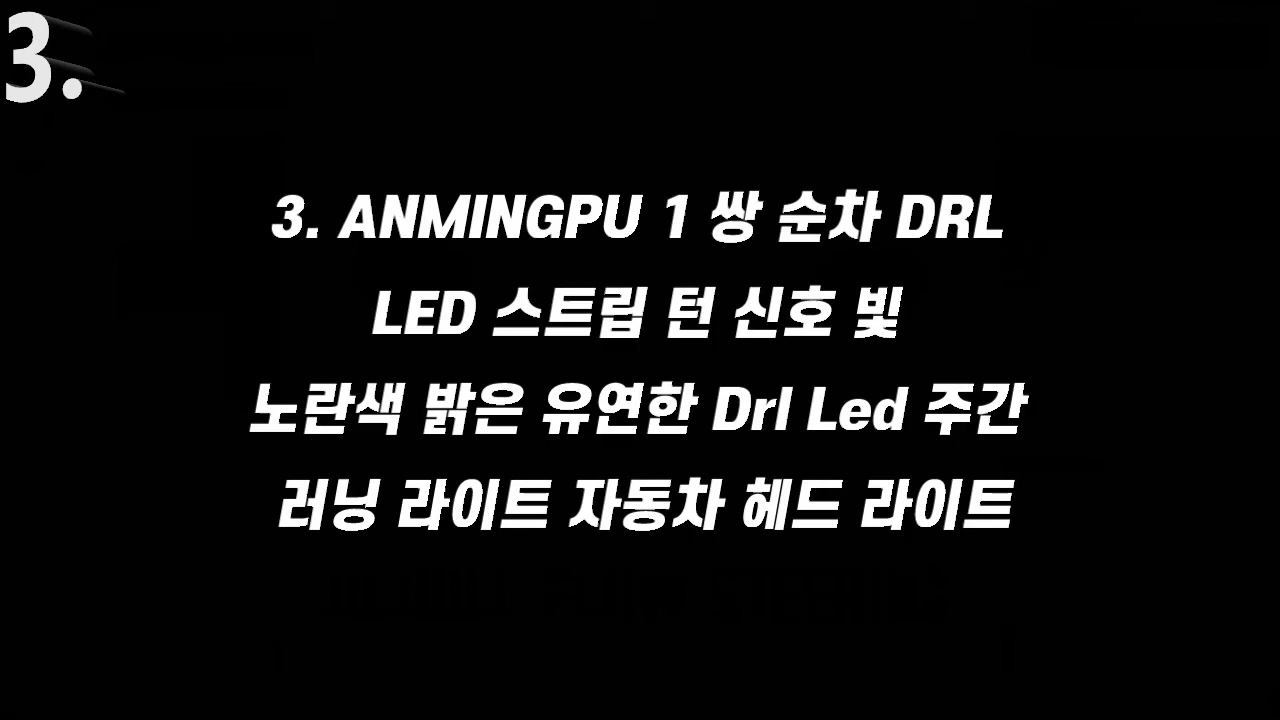 3.
3. ANMINGPU 1 쌍 순차 DRL
LED 스트립 턴 신호 빛
노란색 밝은 유연한 Drl Led 주간
러닝 라이트 자동차 헤드 라이트